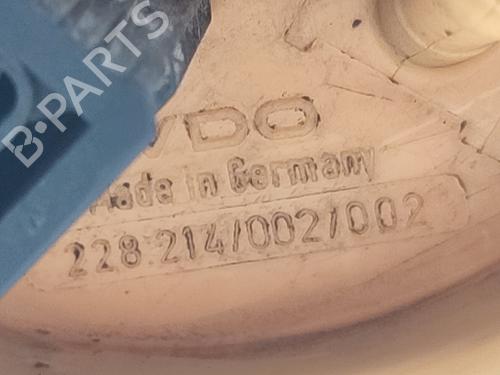 B-PARTS
VDO
Made in Germany
228 214/002/002